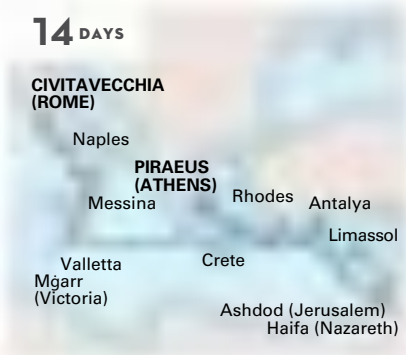 14 DAYS
CIVITAVECCHIA
(ROME)
Naples
PIRAEUS
(ATHENS)
Messina
Rhodes
Antalya
Limassol
Valletta
Crete
Mġarr
(Victoria)
Ashdod (Jerusalem)
Haifa (Nazareth)